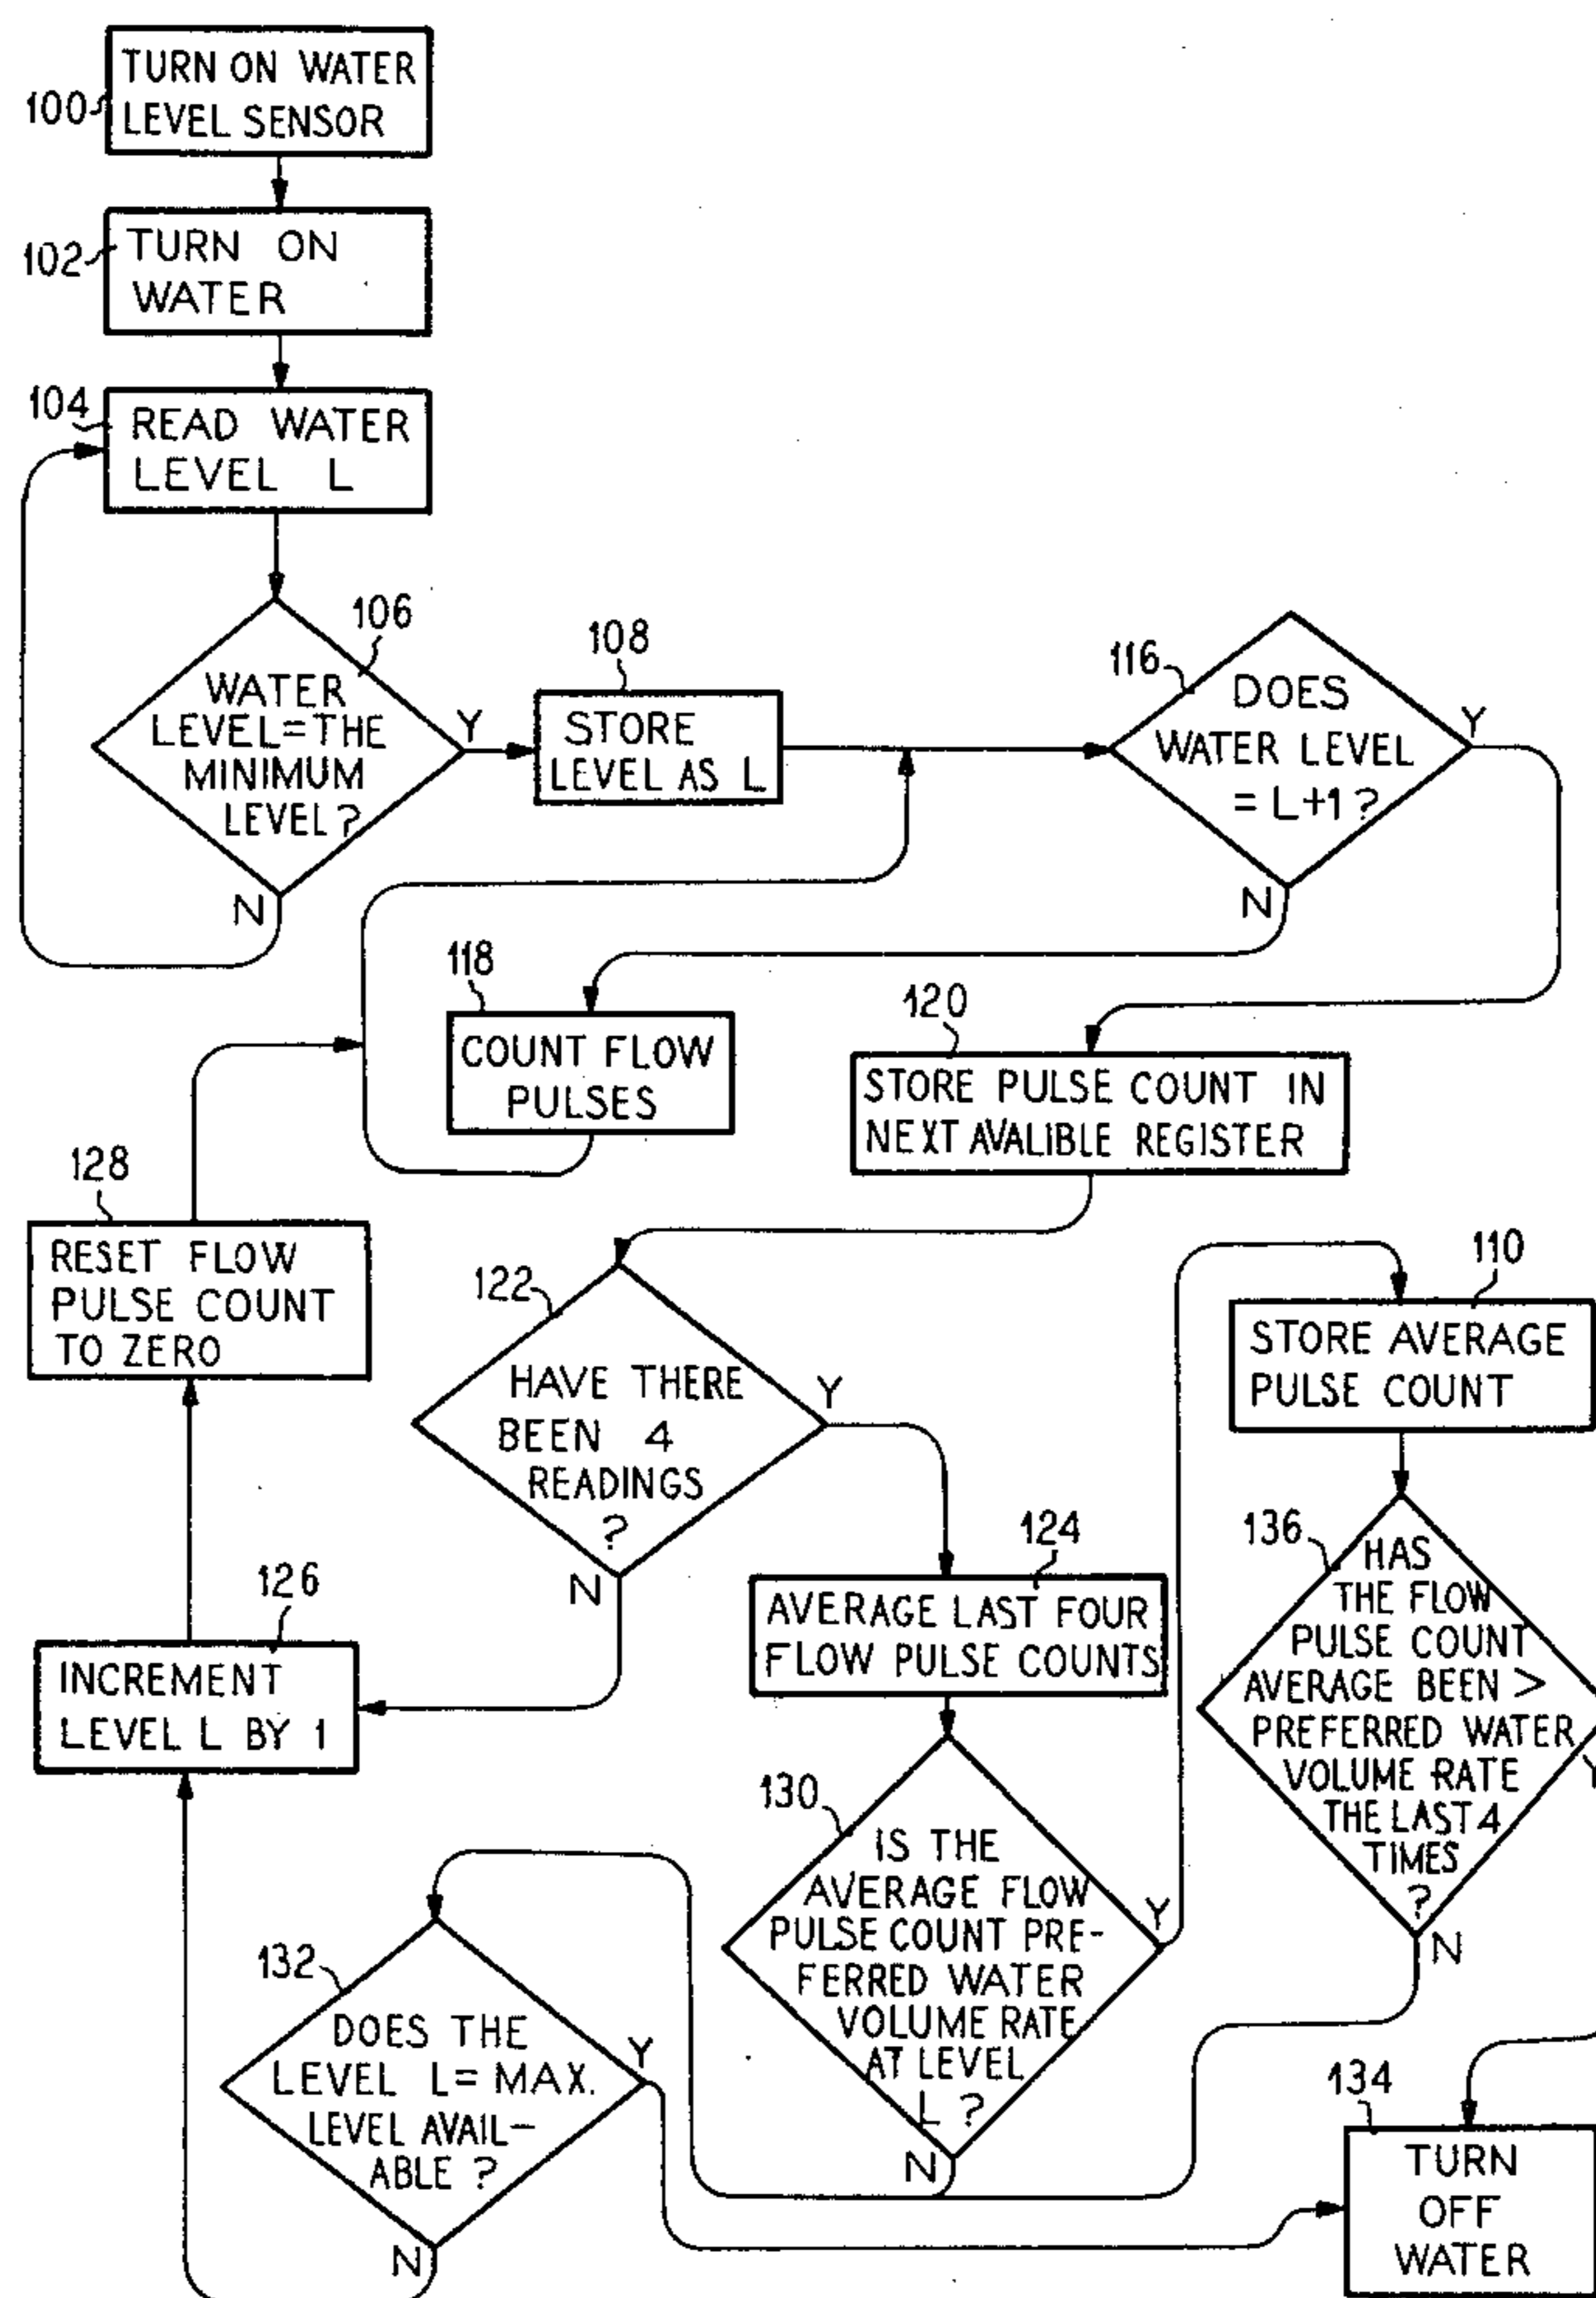 100
TURN ON WATER
LEVEL SENSOR
102
TURN ON
WATER
104
READ WATER
LEVEL L
106
WATER
LEVEL=THE
MINIMUM
LEVEL?
Y
N
108
STORE
LEVEL AS L
116
DOES
WATER LEVEL
= L+1?
Y
N
118
COUNT FLOW
PULSES
120
STORE PULSE COUNT IN
NEXT AVALIBLE REGISTER
128
RESET FLOW
PULSE COUNT
TO ZERO
122
HAVE THERE
BEEN 4
READINGS
?
Y
N
110
STORE AVERAGE
PULSE COUNT
124
AVERAGE LAST FOUR
FLOW PULSE COUNTS
126
INCREMENT
LEVEL L BY 1
136
HAS
THE FLOW
PULSE COUNT
AVERAGE BEEN >
PREFERRED WATER
VOLUME RATE
THE LAST 4
TIMES
?
Y
N
130
IS THE
AVERAGE FLOW
PULSE COUNT PRE-
FERRED WATER
VOLUME RATE
AT LEVEL
L ?
Y
N
132
DOES THE
LEVEL L=MAX.
LEVEL AVAIL-
ABLE ?
Y
N
134
TURN
OFF
WATER